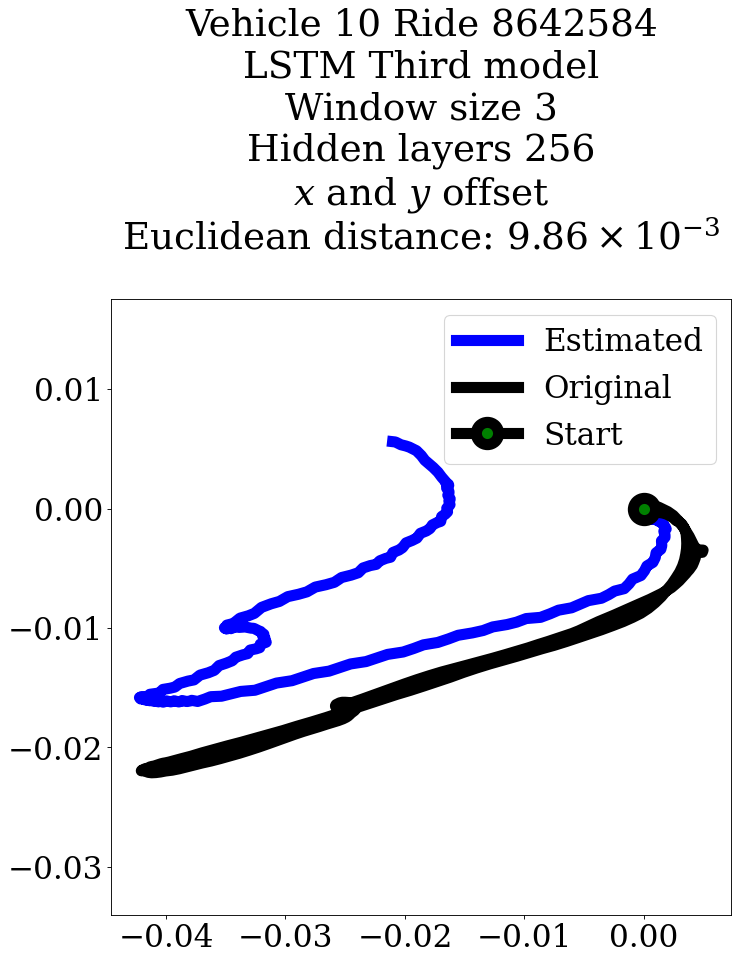 Vehicle 10 Ride 8642584
LSTM Third model
Window size 3
Hidden layers 256
x and y offset
Euclidean distance: 9.86 × 10⁻³
Estimated
Original
Start
0.01
0.00
−0.01
−0.02
−0.03
−0.04 −0.03 −0.02 −0.01 0.00